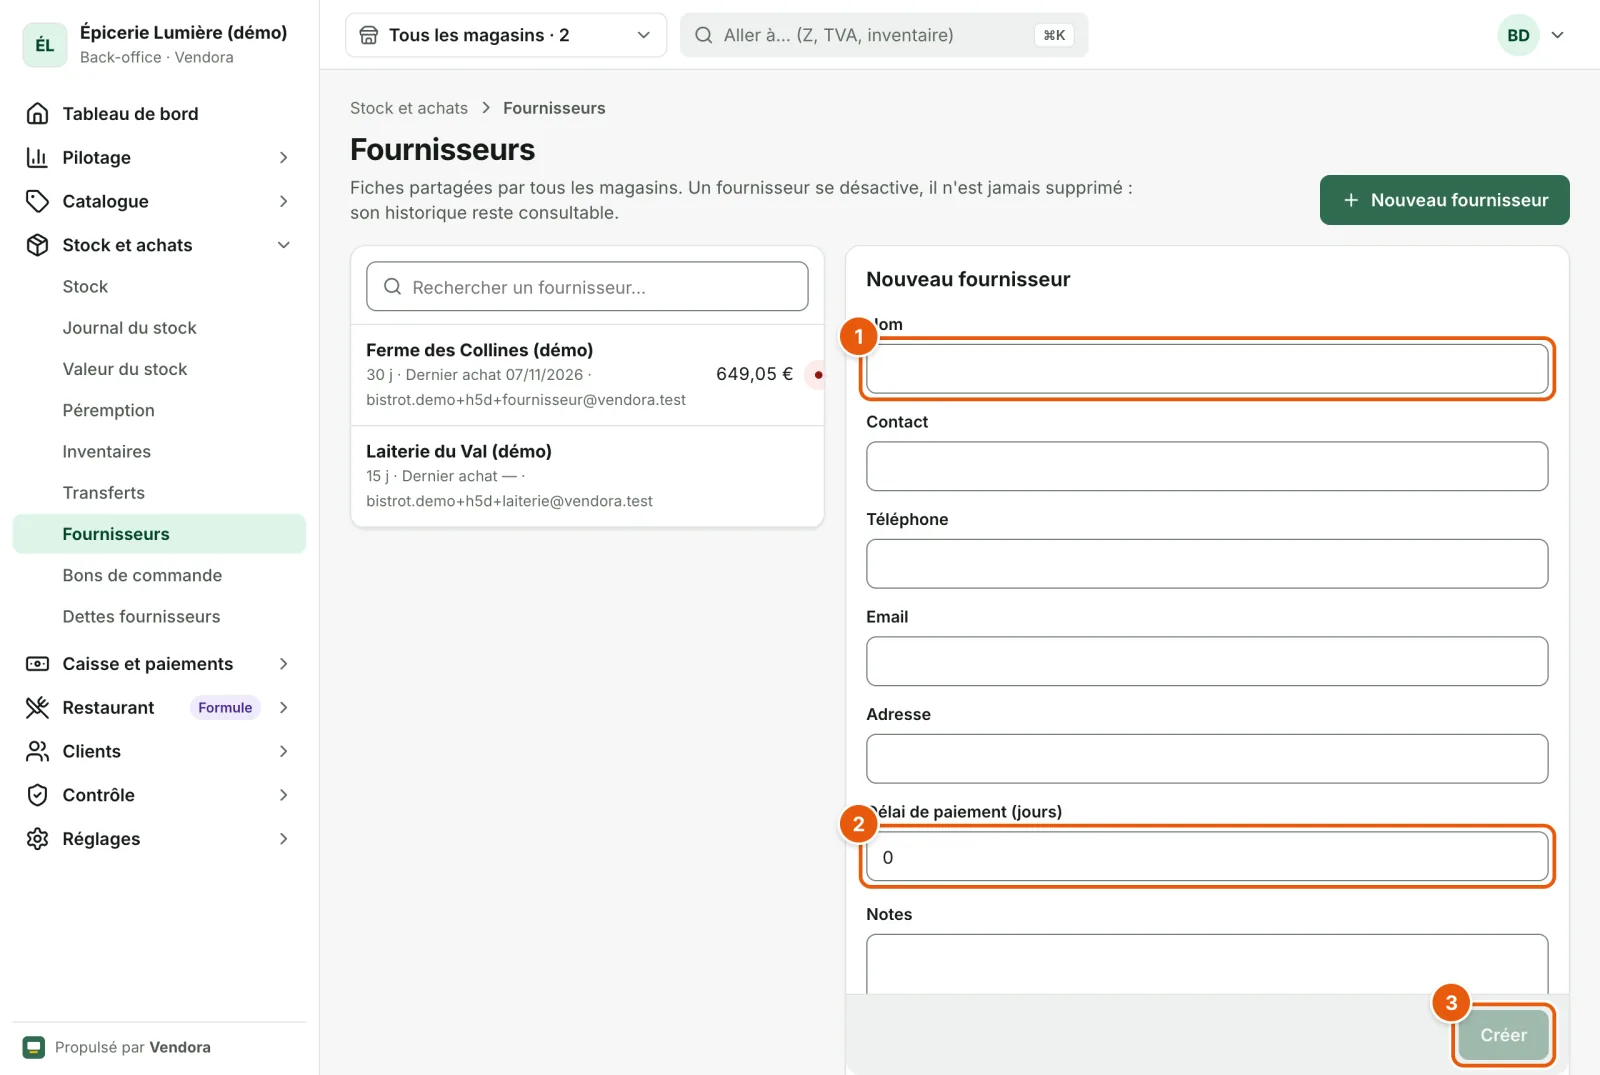 ÉL
Épicerie Lumière (démo)
Back-office · Vendora
Tous les magasins · 2
Aller à... (Z, TVA, inventaire)
⌘K
BD
Tableau de bord
Pilotage
Catalogue
Stock et achats
Stock
Journal du stock
Valeur du stock
Péremption
Inventaires
Transferts
Fournisseurs
Bons de commande
Dettes fournisseurs
Caisse et paiements
Restaurant
Formule
Clients
Contrôle
Réglages
Propulsé par Vendora
Stock et achats > Fournisseurs
Fournisseurs
Fiches partagées par tous les magasins. Un fournisseur se désactive, il n'est jamais supprimé :
son historique reste consultable.
+ Nouveau fournisseur
Rechercher un fournisseur...
Ferme des Collines (démo)
30 j · Dernier achat 07/11/2026 ·
bistrot.demo+h5d+fournisseur@vendora.test
649,05 €
Laiterie du Val (démo)
15 j · Dernier achat — ·
bistrot.demo+h5d+laiterie@vendora.test
Nouveau fournisseur
1
Nom
Contact
Téléphone
Email
Adresse
2
Délai de paiement (jours)
0
Notes
3
Créer